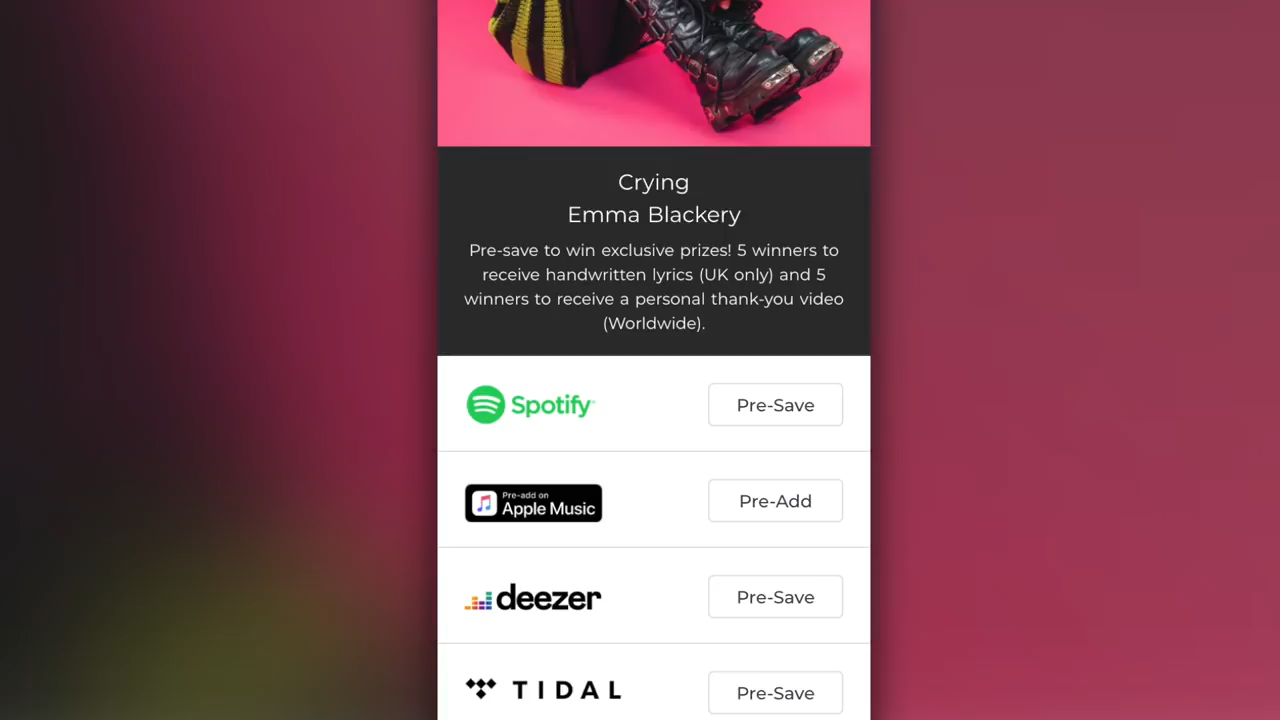 Crying
Emma Blackery
Pre-save to win exclusive prizes! 5 winners to
receive handwritten lyrics (UK only) and 5
winners to receive a personal thank-you video
(Worldwide).
Spotify
Pre-Save
Pre-add on
Apple Music
Pre-Add
deezer
Pre-Save
TIDAL
Pre-Save